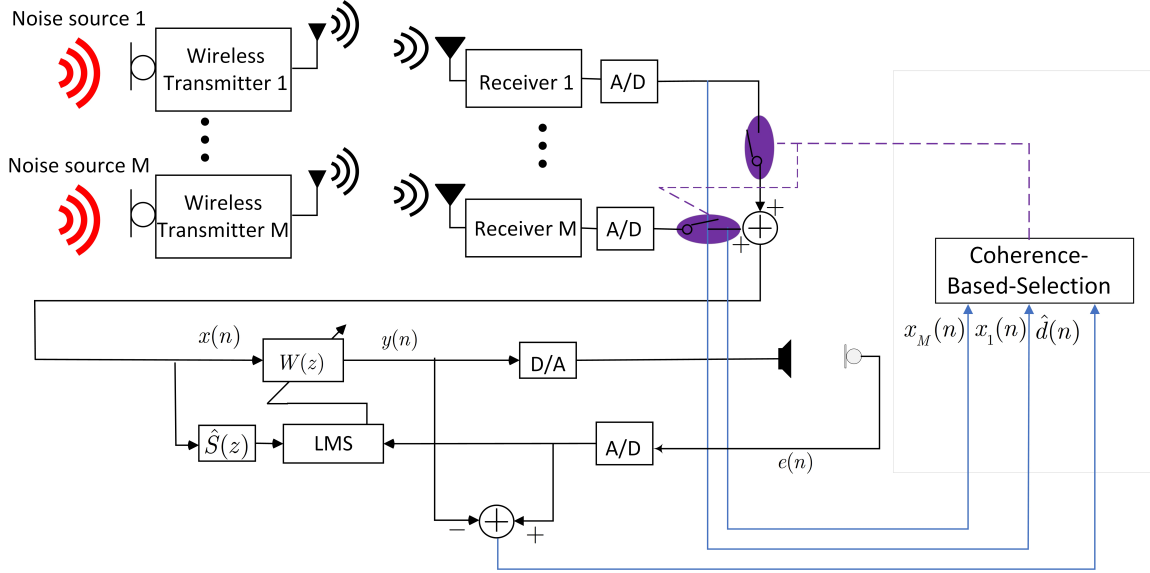 Noise source 1
Wireless
Transmitter 1
Receiver 1
A/D
Noise source M
Wireless
Transmitter M
Receiver M
A/D
+
+
Coherence-
Based-Selection
x_M(n) x_1(n) d̂(n)
x(n)
W(z)
y(n)
D/A
Ŝ(z)
LMS
A/D
e(n)
−
+